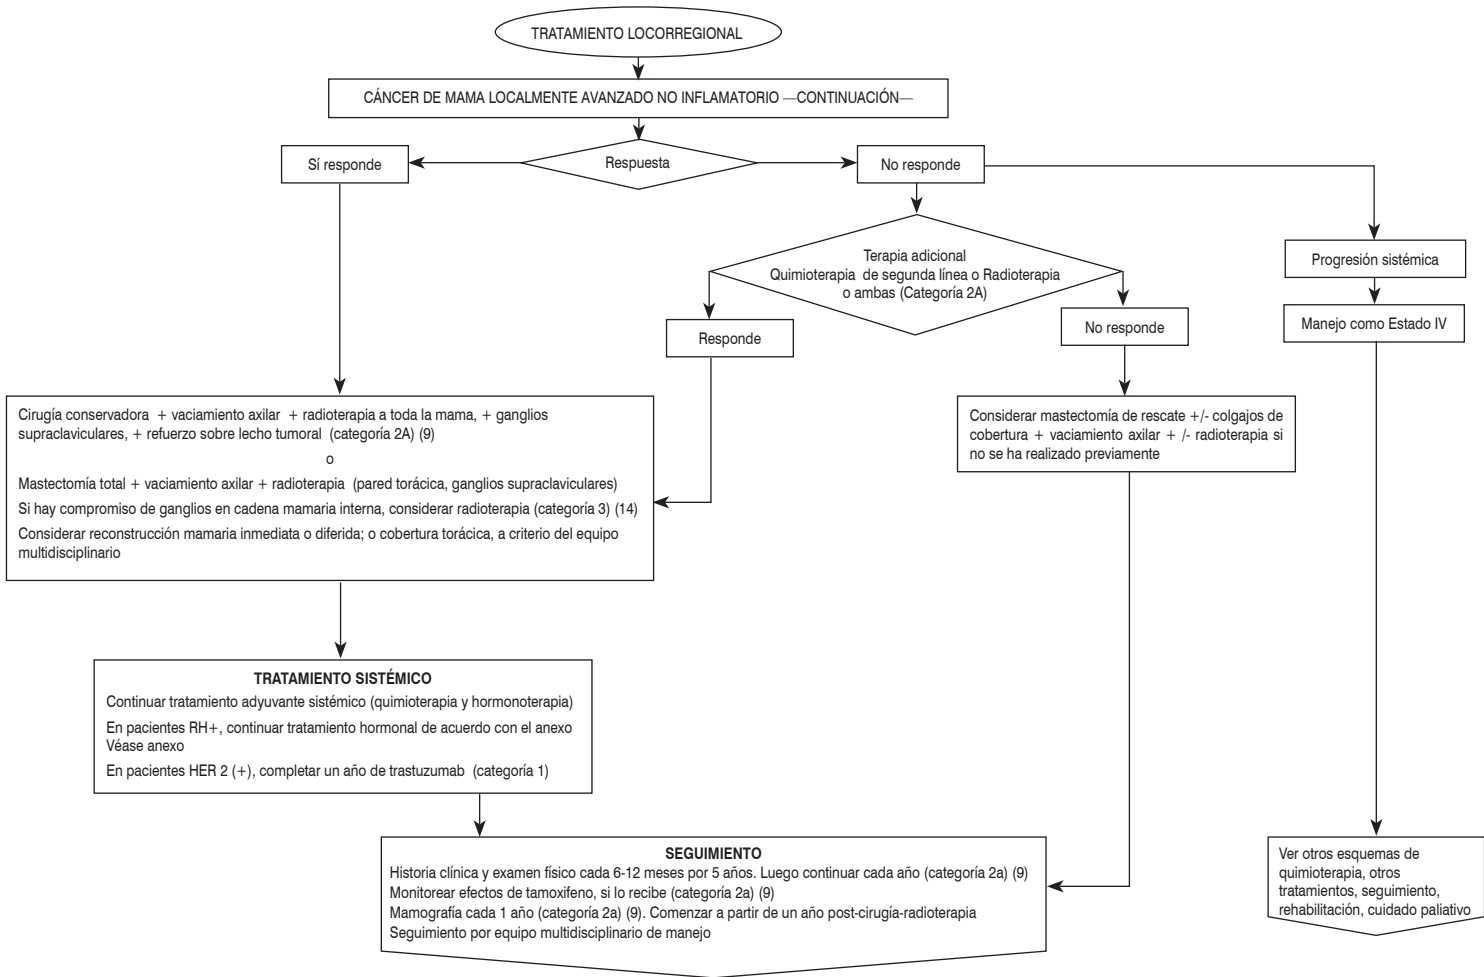 TRATAMIENTO LOCORREGIONAL
CÁNCER DE MAMA LOCALMENTE AVANZADO NO INFLAMATORIO —CONTINUACIÓN—
Sí responde
Respuesta
No responde
Terapia adicional
Quimioterapia de segunda línea o Radioterapia
o ambas (Categoría 2A)
Progresión sistémica
Responde
No responde
Manejo como Estado IV
Cirugía conservadora + vaciamiento axilar + radioterapia a toda la mama, + ganglios
supraclaviculares, + refuerzo sobre lecho tumoral (categoría 2A) (9)
o
Mastectomía total + vaciamiento axilar + radioterapia (pared torácica, ganglios supraclaviculares)
Si hay compromiso de ganglios en cadena mamaria interna, considerar radioterapia (categoría 3) (14)
Considerar reconstrucción mamaria inmediata o diferida; o cobertura torácica, a criterio del equipo
multidisciplinario
Considerar mastectomía de rescate +/- colgajos de
cobertura + vaciamiento axilar + /- radioterapia si
no se ha realizado previamente
TRATAMIENTO SISTÉMICO
Continuar tratamiento adyuvante sistémico (quimioterapia y hormonoterapia)
En pacientes RH+, continuar tratamiento hormonal de acuerdo con el anexo
Véase anexo
En pacientes HER 2 (+), completar un año de trastuzumab (categoría 1)
SEGUIMIENTO
Historia clínica y examen físico cada 6-12 meses por 5 años. Luego continuar cada año (categoría 2a) (9)
Monitorear efectos de tamoxifeno, si lo recibe (categoría 2a) (9)
Mamografía cada 1 año (categoría 2a) (9). Comenzar a partir de un año post-cirugía-radioterapia
Seguimiento por equipo multidisciplinario de manejo
Ver otros esquemas de
quimioterapia, otros
tratamientos, seguimiento,
rehabilitación, cuidado paliativo